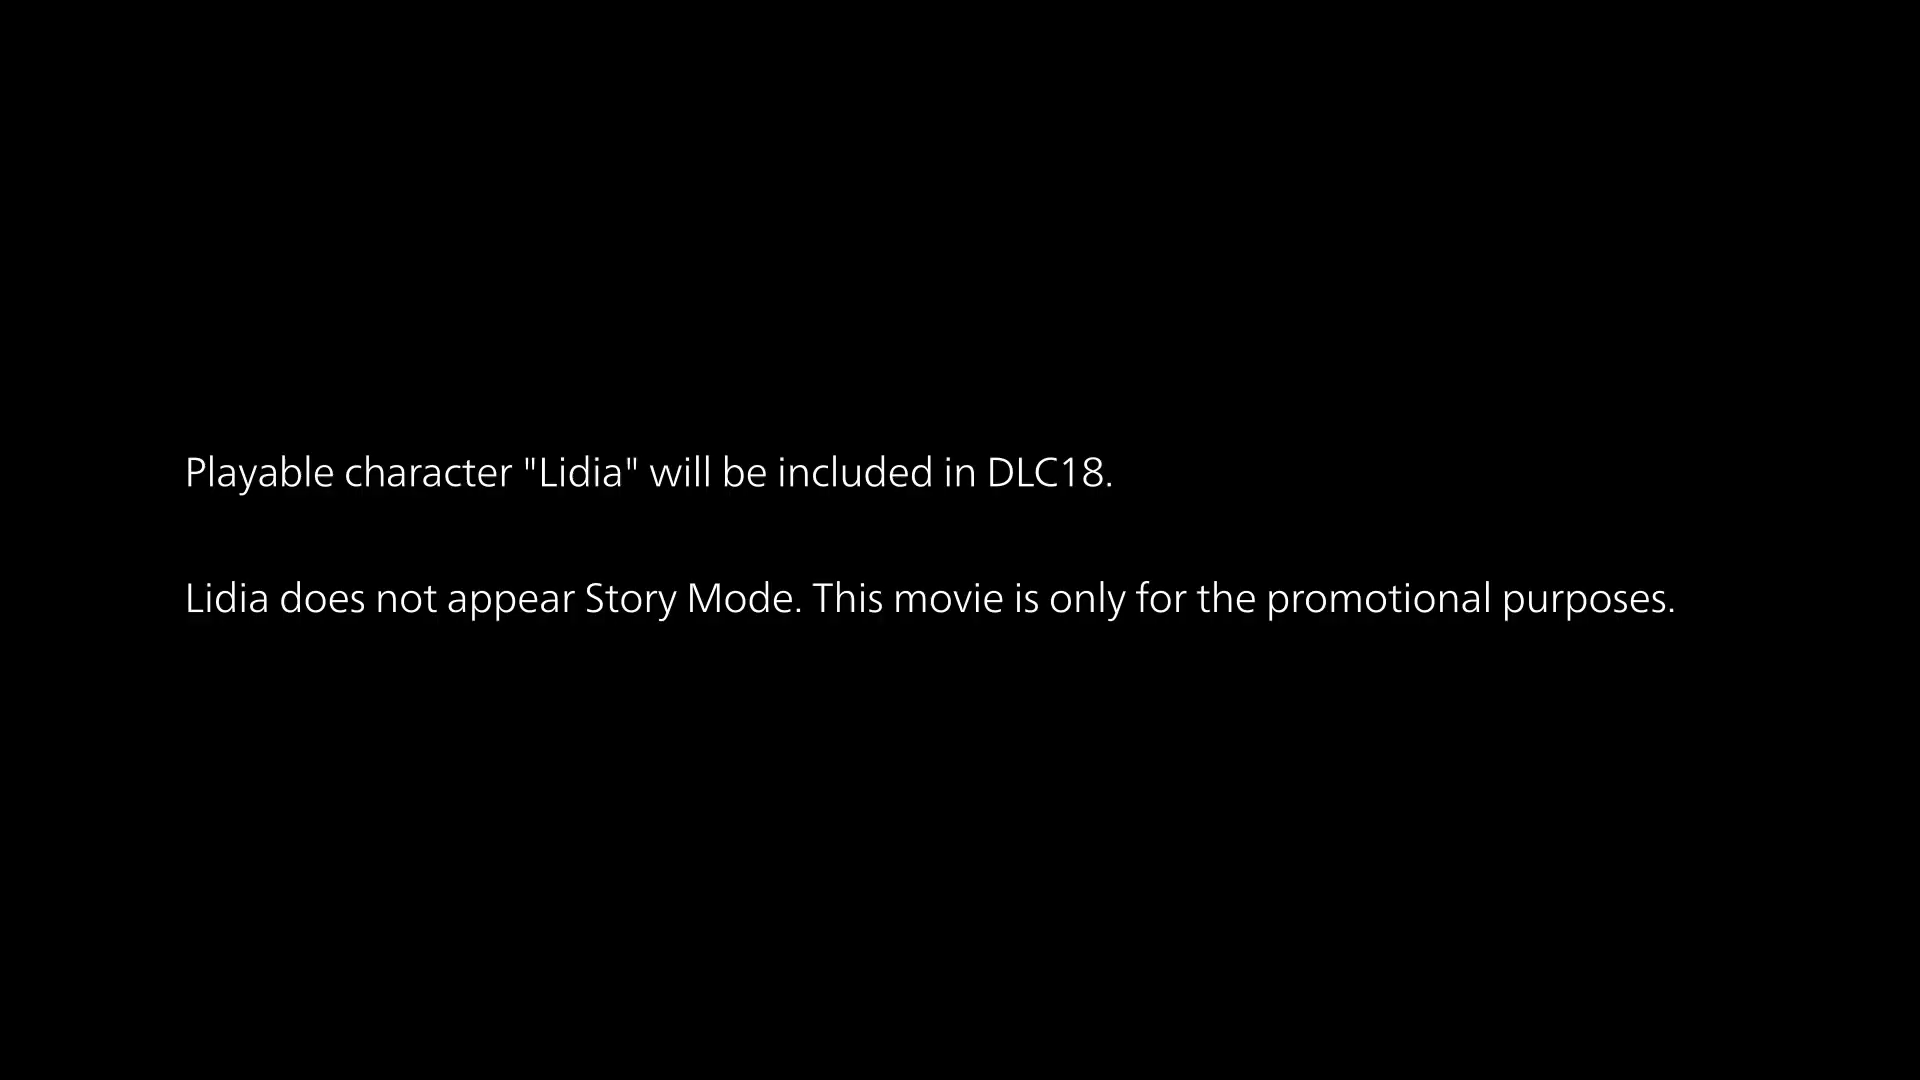 Playable character "Lidia" will be included in DLC18.
Lidia does not appear Story Mode. This movie is only for the promotional purposes.